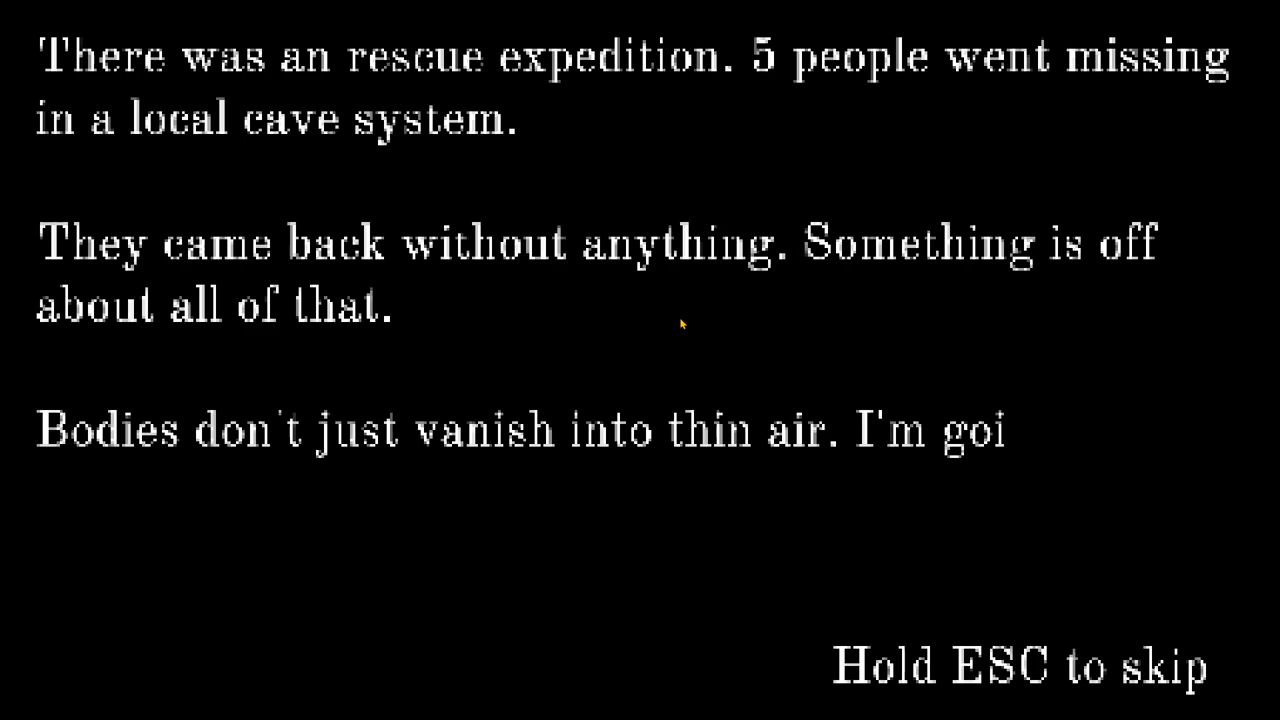 There was an rescue expedition. 5 people went missing
in a local cave system.
They came back without anything. Something is off
about all of that.
Bodies don't just vanish into thin air. I'm goi
Hold ESC to skip